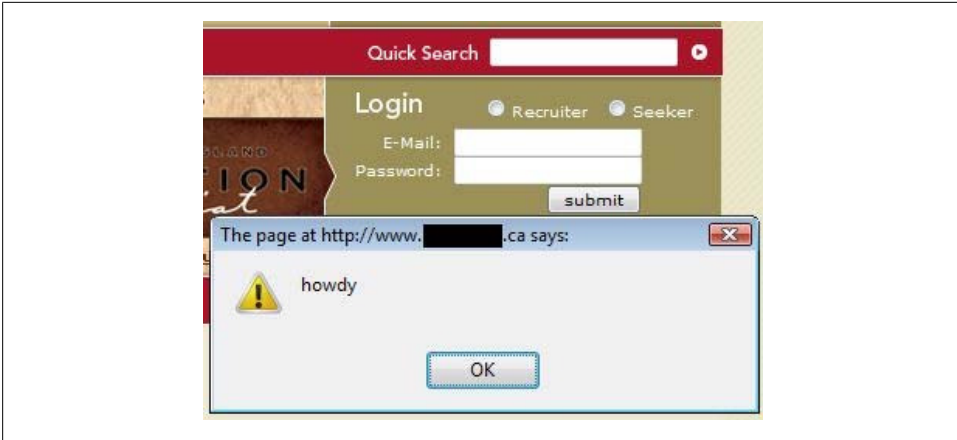 Quick Search
Login
Recruiter Seeker
E-Mail:
Password:
submit
The page at http://www. .ca says:
howdy
OK